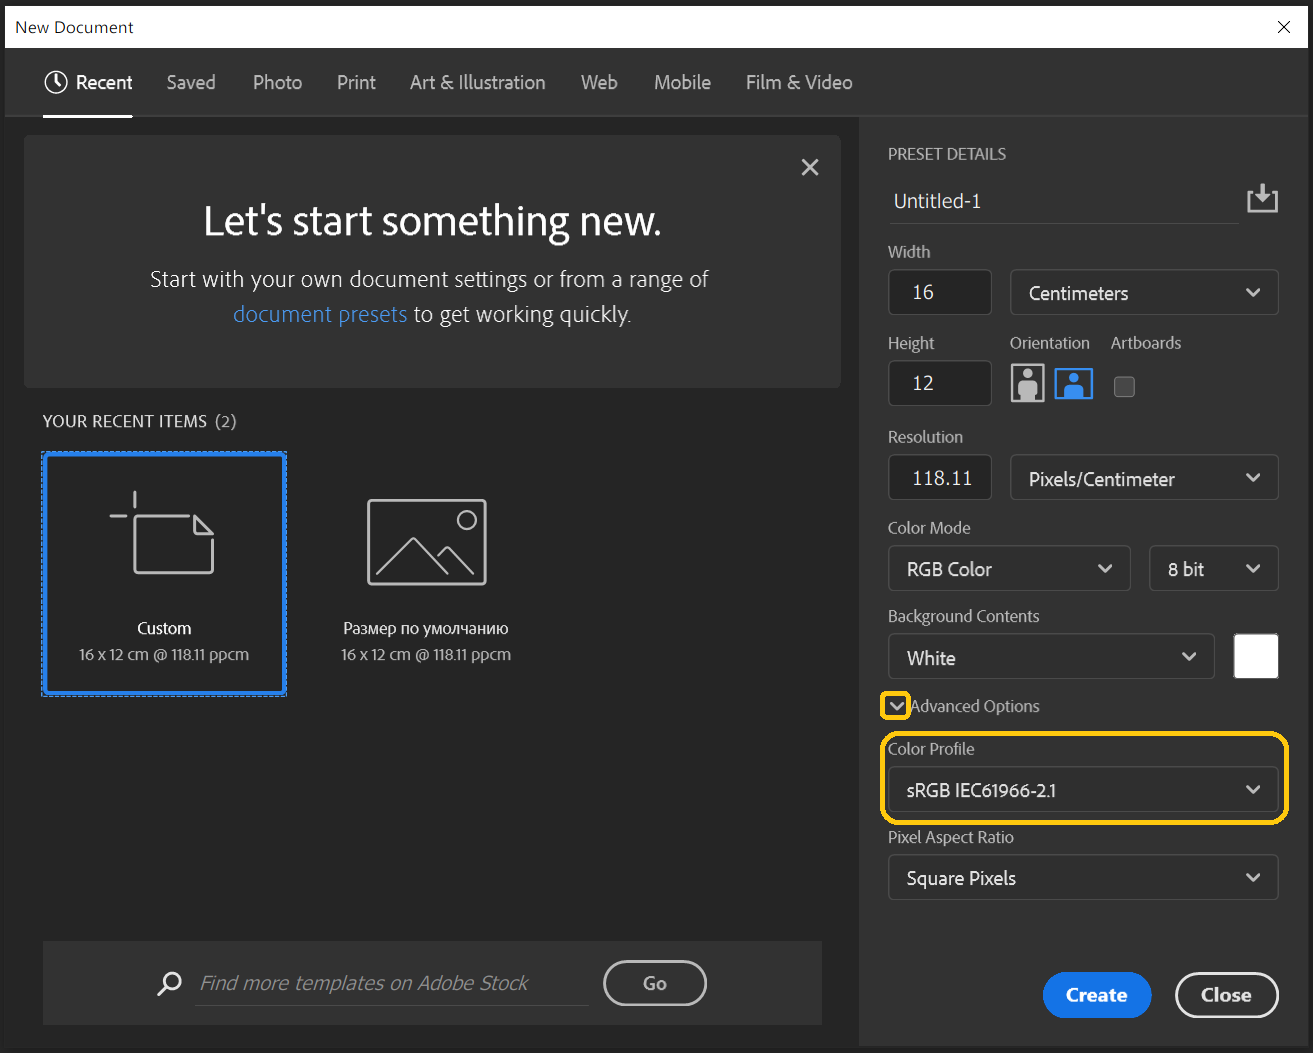 New Document
Recent Saved Photo Print Art & Illustration Web Mobile Film & Video
Let's start something new.
Start with your own document settings or from a range of
document presets to get working quickly.
YOUR RECENT ITEMS (2)
Custom
16 x 12 cm @ 118.11 ppcm
Размер по умолчанию
16 x 12 cm @ 118.11 ppcm
Find more templates on Adobe Stock
Go
PRESET DETAILS
Untitled-1
Width
16 Centimeters
Height Orientation Artboards
12
Resolution
118.11 Pixels/Centimeter
Color Mode
RGB Color 8 bit
Background Contents
White
Advanced Options
Color Profile
sRGB IEC61966-2.1
Pixel Aspect Ratio
Square Pixels
Create Close